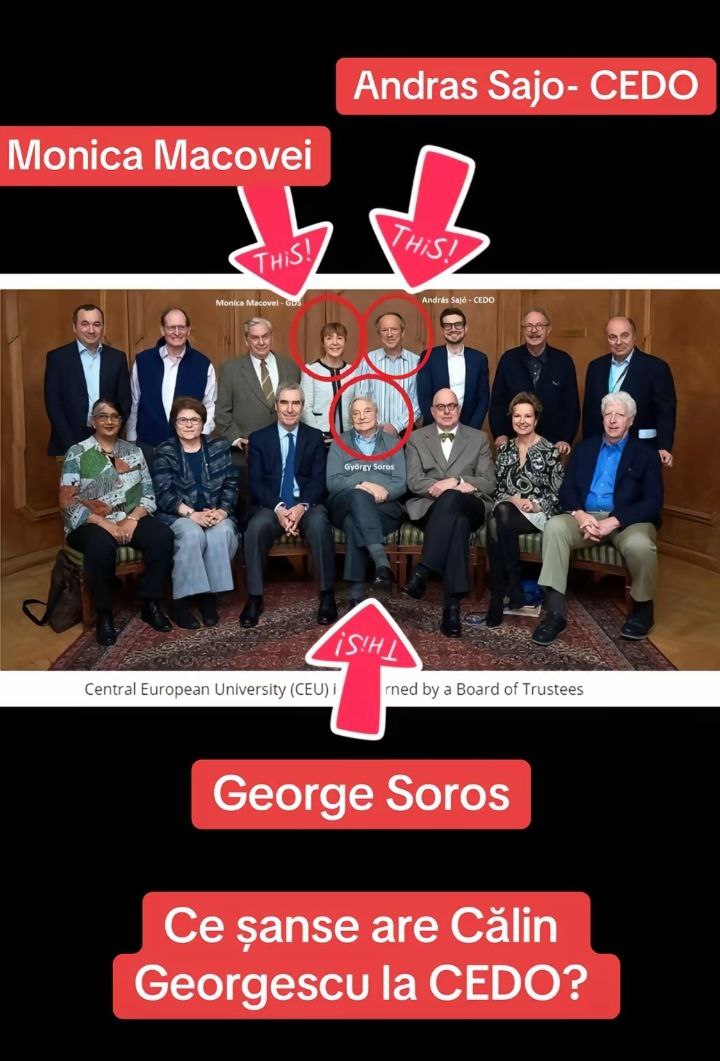 Andras Sajo- CEDO
Monica Macovei
THiS!
THiS!
Monica Macovei - GDS
András Sajó - CEDO
György Soros
THiS!
Central European University (CEU) i rned by a Board of Trustees
George Soros
Ce șanse are Călin
Georgescu la CEDO?